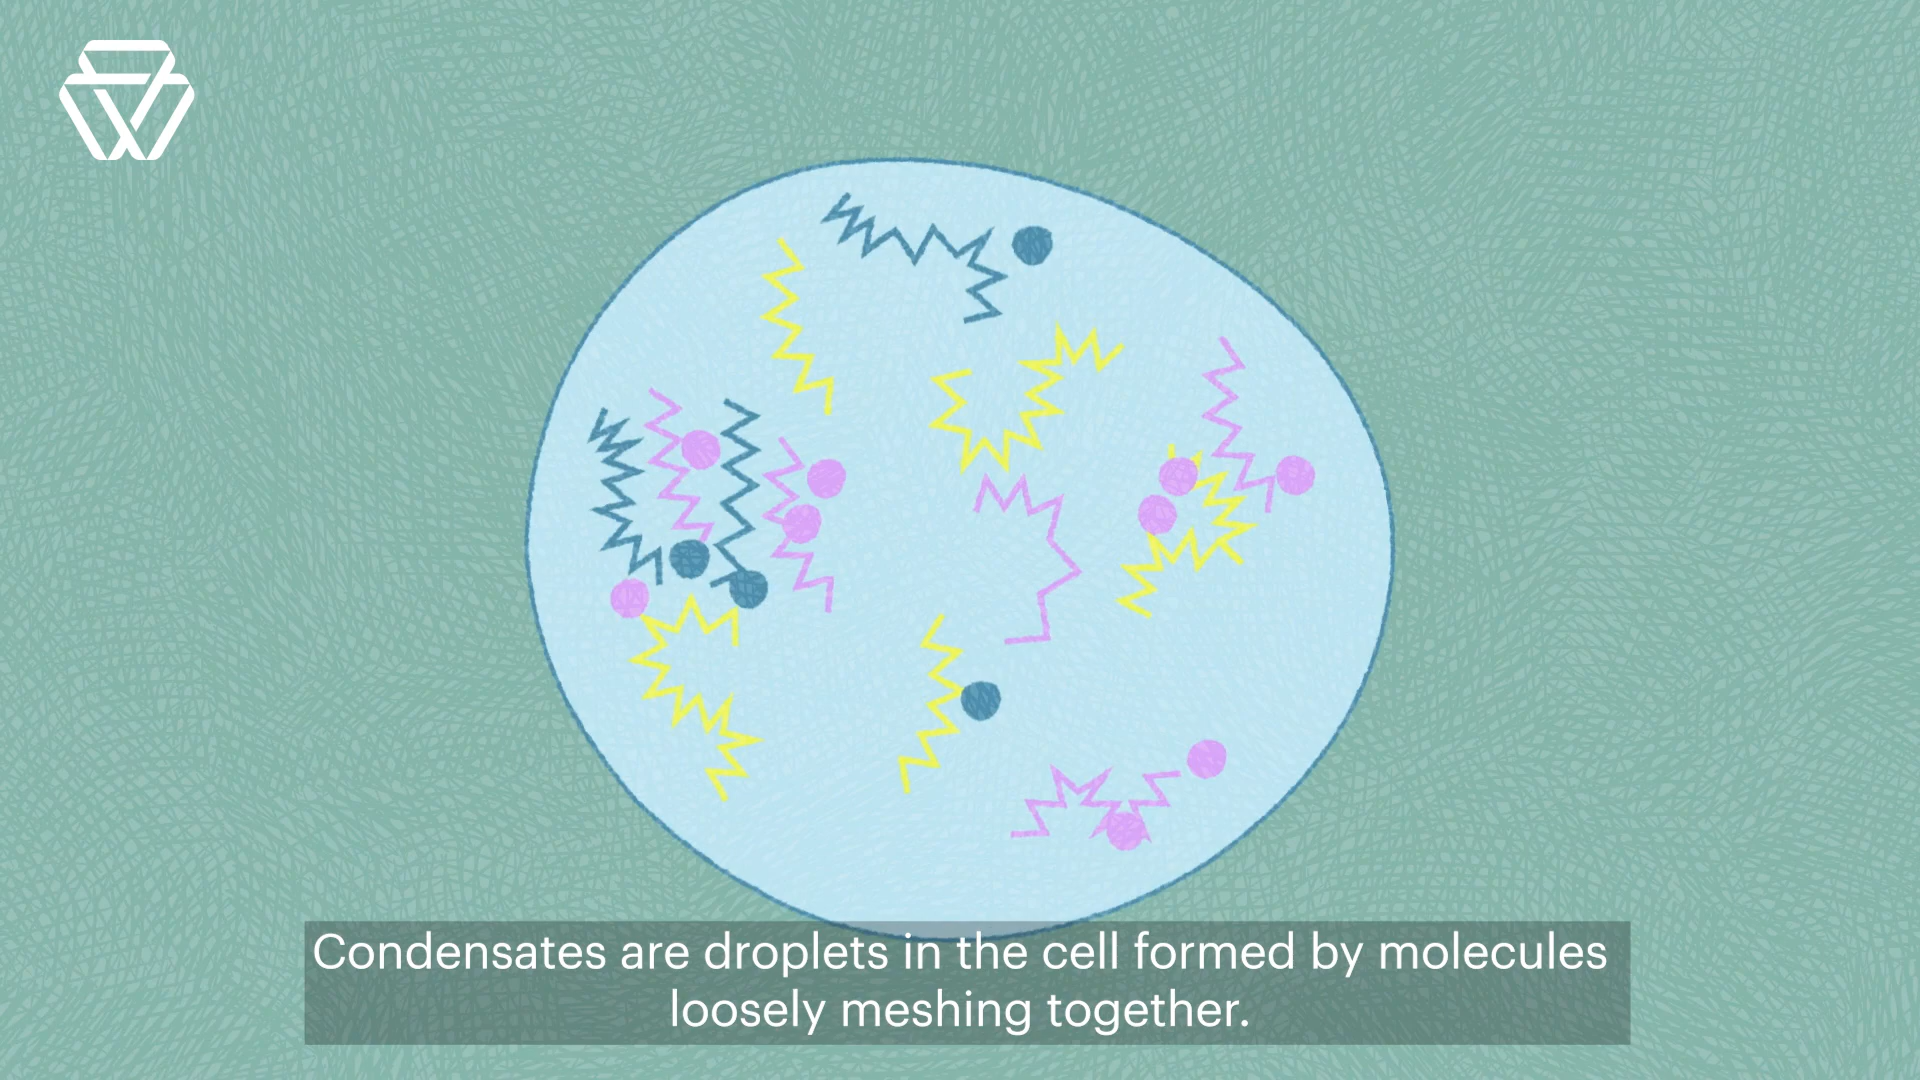 Condensates are droplets in the cell formed by molecules
loosely meshing together.